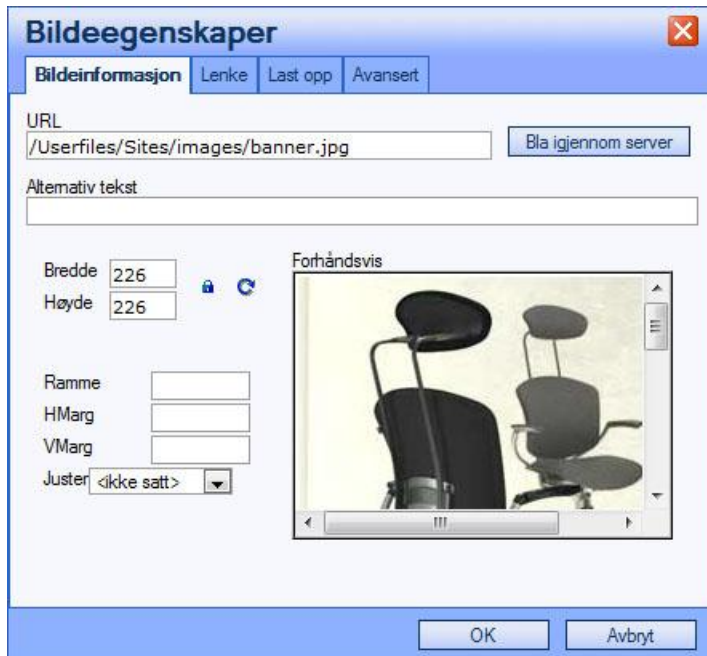 Bildeegenskaper
Bildeinformasjon Lenke Last opp Avansert
URL
/Userfiles/Sites/images/banner.jpg Bla igjennom server
Alternativ tekst
Bredde 226
Høyde 226
Forhåndsvis
Ramme
HMarg
VMarg
Juster <ikke satt>
OK Avbryt